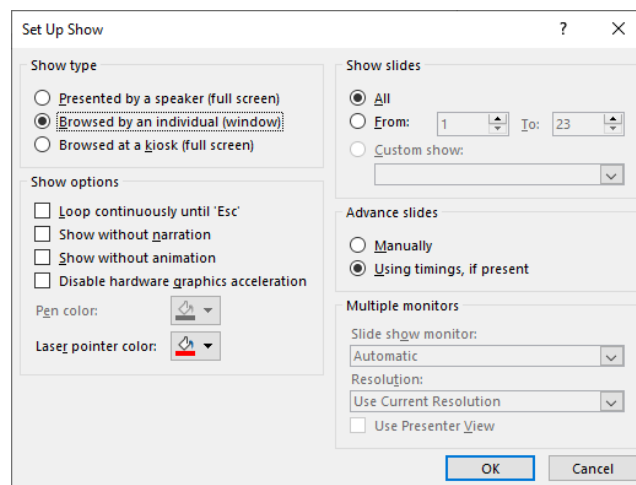 Set Up Show
?
Show type
Presented by a speaker (full screen)
Browsed by an individual (window)
Browsed at a kiosk (full screen)
Show options
Loop continuously until 'Esc'
Show without narration
Show without animation
Disable hardware graphics acceleration
Pen color:
Laser pointer color:
Show slides
All
From: 1 To: 23
Custom show:
Advance slides
Manually
Using timings, if present
Multiple monitors
Slide show monitor:
Automatic
Resolution:
Use Current Resolution
Use Presenter View
OK Cancel